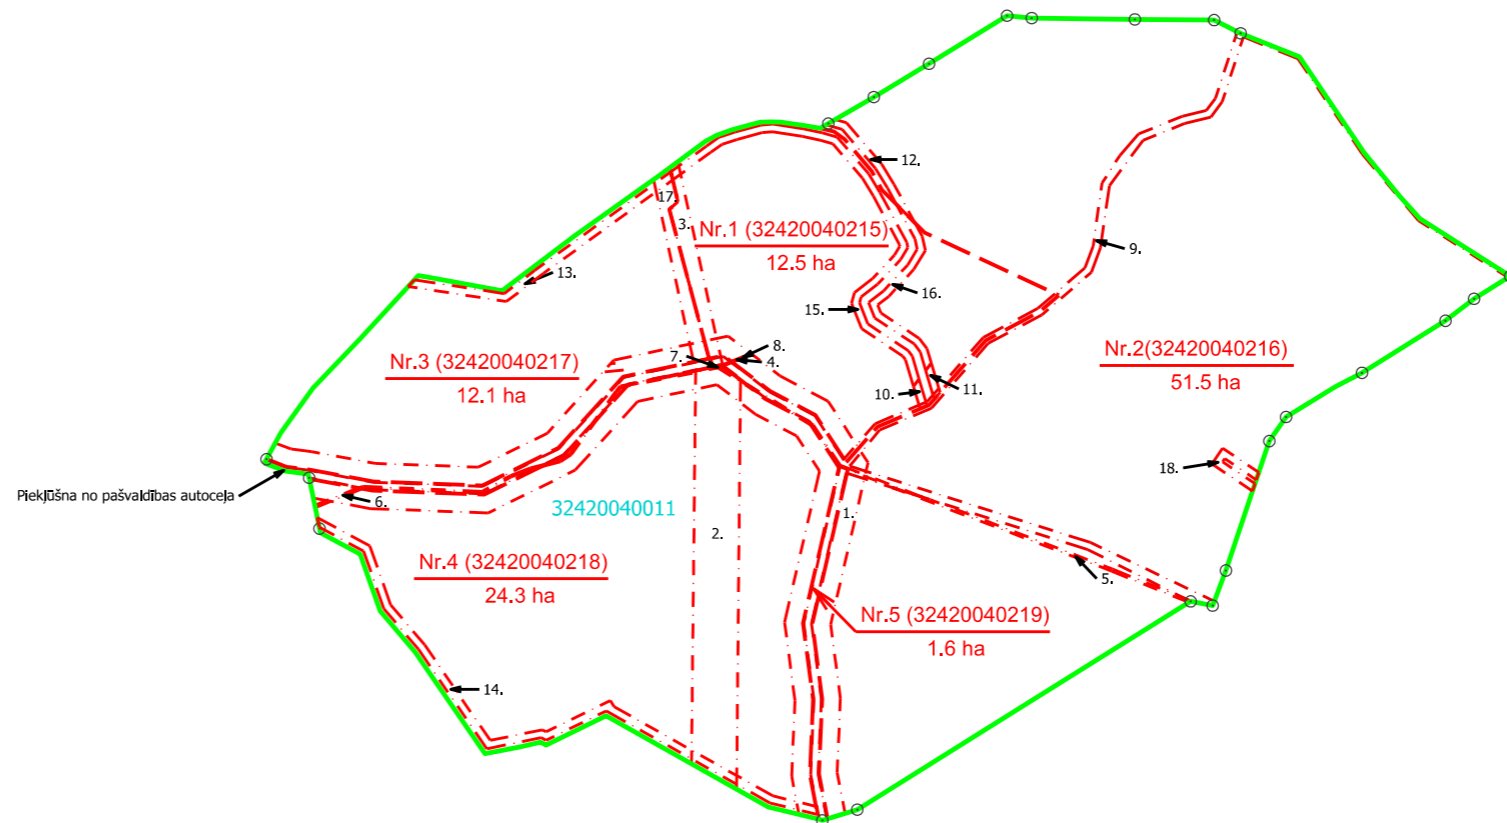 12.
17.
3.
Nr.1 (32420040215)
12.5 ha
9.
13.
16.
15.
8.
7.
4.
Nr.3 (32420040217)
12.1 ha
Nr.2(32420040216)
51.5 ha
10.
11.
18.
Piekļūšna no pašvaldības autoceļa
6.
32420040011
1.
2.
Nr.4 (32420040218)
24.3 ha
5.
Nr.5 (32420040219)
1.6 ha
14.